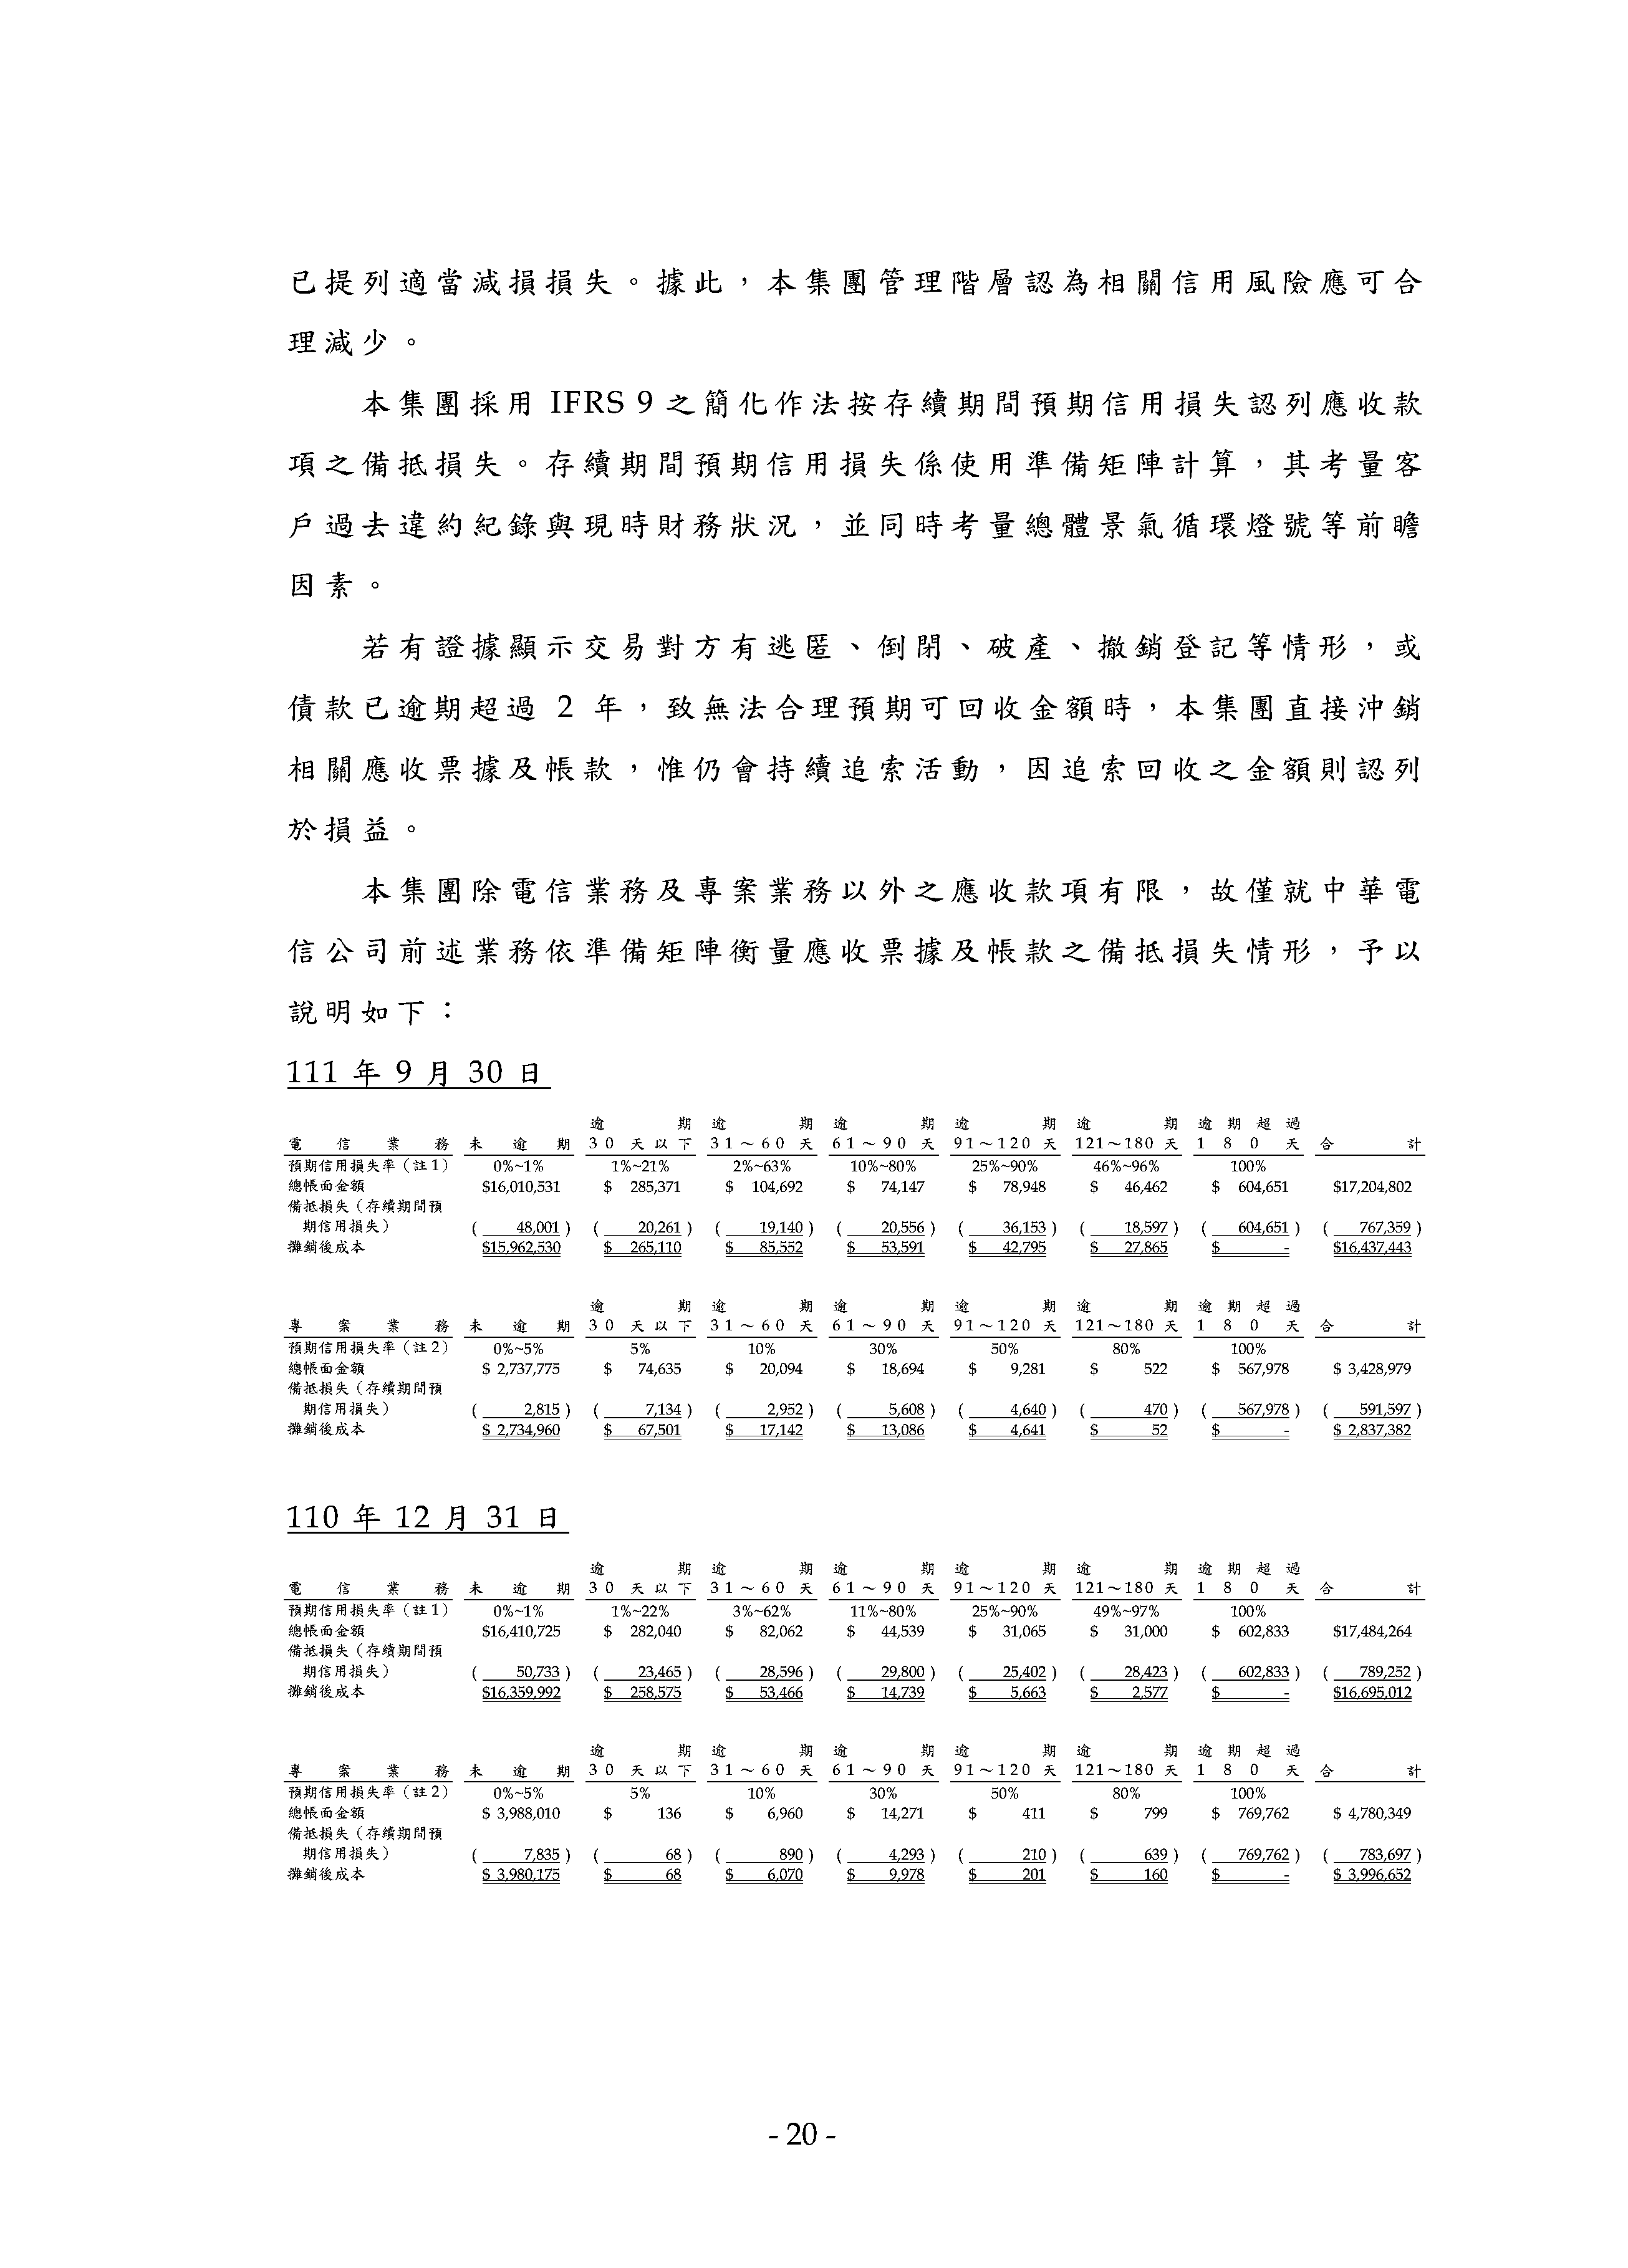 已提列適當減損損失。據此，本集團管理階層認為相關信用風險應可合
理減少。
本集團採用 IFRS 9 之簡化作法按存續期間預期信用損失認列應收款
項之備抵損失。存續期間預期信用損失係使用準備矩陣計算，其考量客
戶過去違約紀錄與現時財務狀況，並同時考量總體景氣循環燈號等前瞻
因素。
若有證據顯示交易對方有逃匿、倒閉、破產、撤銷登記等情形，或
債款已逾期超過 2 年，致無法合理預期可回收金額時，本集團直接沖銷
相關應收票據及帳款，惟仍會持續追索活動，因追索回收之金額則認列
於損益。
本集團除電信業務及專案業務以外之應收款項有限，故僅就中華電
信公司前述業務依準備矩陣衡量應收票據及帳款之備抵損失情形，予以
說明如下：
111 年 9 月 30 日
逾期 逾期 逾期 逾期 逾期 逾期超過
電信業務 未逾期 30 天以下 31～60 天 61～90 天 91～120 天 121～180 天 180 天 合計
預期信用損失率（註1） 0%~1% 1%~21% 2%~63% 10%~80% 25%~90% 46%~96% 100%
總帳面金額 $16,010,531 $ 285,371 $ 104,692 $ 74,147 $ 78,948 $ 46,462 $ 604,651 $17,204,802
備抵損失（存續期間預
期信用損失） ( 48,001 ) ( 20,261 ) ( 19,140 ) ( 20,556 ) ( 36,153 ) ( 18,597 ) ( 604,651 ) ( 767,359 )
攤銷後成本 $15,962,530 $ 265,110 $ 85,552 $ 53,591 $ 42,795 $ 27,865 $ - $16,437,443
逾期 逾期 逾期 逾期 逾期 逾期超過
專案業務 未逾期 30 天以下 31～60 天 61～90 天 91～120 天 121～180 天 180 天 合計
預期信用損失率（註2） 0%~5% 5% 10% 30% 50% 80% 100%
總帳面金額 $ 2,737,775 $ 74,635 $ 20,094 $ 18,694 $ 9,281 $ 522 $ 567,978 $ 3,428,979
備抵損失（存續期間預
期信用損失） ( 2,815 ) ( 7,134 ) ( 2,952 ) ( 5,608 ) ( 4,640 ) ( 470 ) ( 567,978 ) ( 591,597 )
攤銷後成本 $ 2,734,960 $ 67,501 $ 17,142 $ 13,086 $ 4,641 $ 52 $ - $ 2,837,382
110 年 12 月 31 日
逾期 逾期 逾期 逾期 逾期 逾期超過
電信業務 未逾期 30 天以下 31～60 天 61～90 天 91～120 天 121～180 天 180 天 合計
預期信用損失率（註1） 0%~1% 1%~22% 3%~62% 11%~80% 25%~90% 49%~97% 100%
總帳面金額 $16,410,725 $ 282,040 $ 82,062 $ 44,539 $ 31,065 $ 31,000 $ 602,833 $17,484,264
備抵損失（存續期間預
期信用損失） ( 50,733 ) ( 23,465 ) ( 28,596 ) ( 29,800 ) ( 25,402 ) ( 28,423 ) ( 602,833 ) ( 789,252 )
攤銷後成本 $16,359,992 $ 258,575 $ 53,466 $ 14,739 $ 5,663 $ 2,577 $ - $16,695,012
逾期 逾期 逾期 逾期 逾期 逾期超過
專案業務 未逾期 30 天以下 31～60 天 61～90 天 91～120 天 121～180 天 180 天 合計
預期信用損失率（註2） 0%~5% 5% 10% 30% 50% 80% 100%
總帳面金額 $ 3,988,010 $ 136 $ 6,960 $ 14,271 $ 411 $ 799 $ 769,762 $ 4,780,349
備抵損失（存續期間預
期信用損失） ( 7,835 ) ( 68 ) ( 890 ) ( 4,293 ) ( 210 ) ( 639 ) ( 769,762 ) ( 783,697 )
攤銷後成本 $ 3,980,175 $ 68 $ 6,070 $ 9,978 $ 201 $ 160 $ - $ 3,996,652
- 20 -